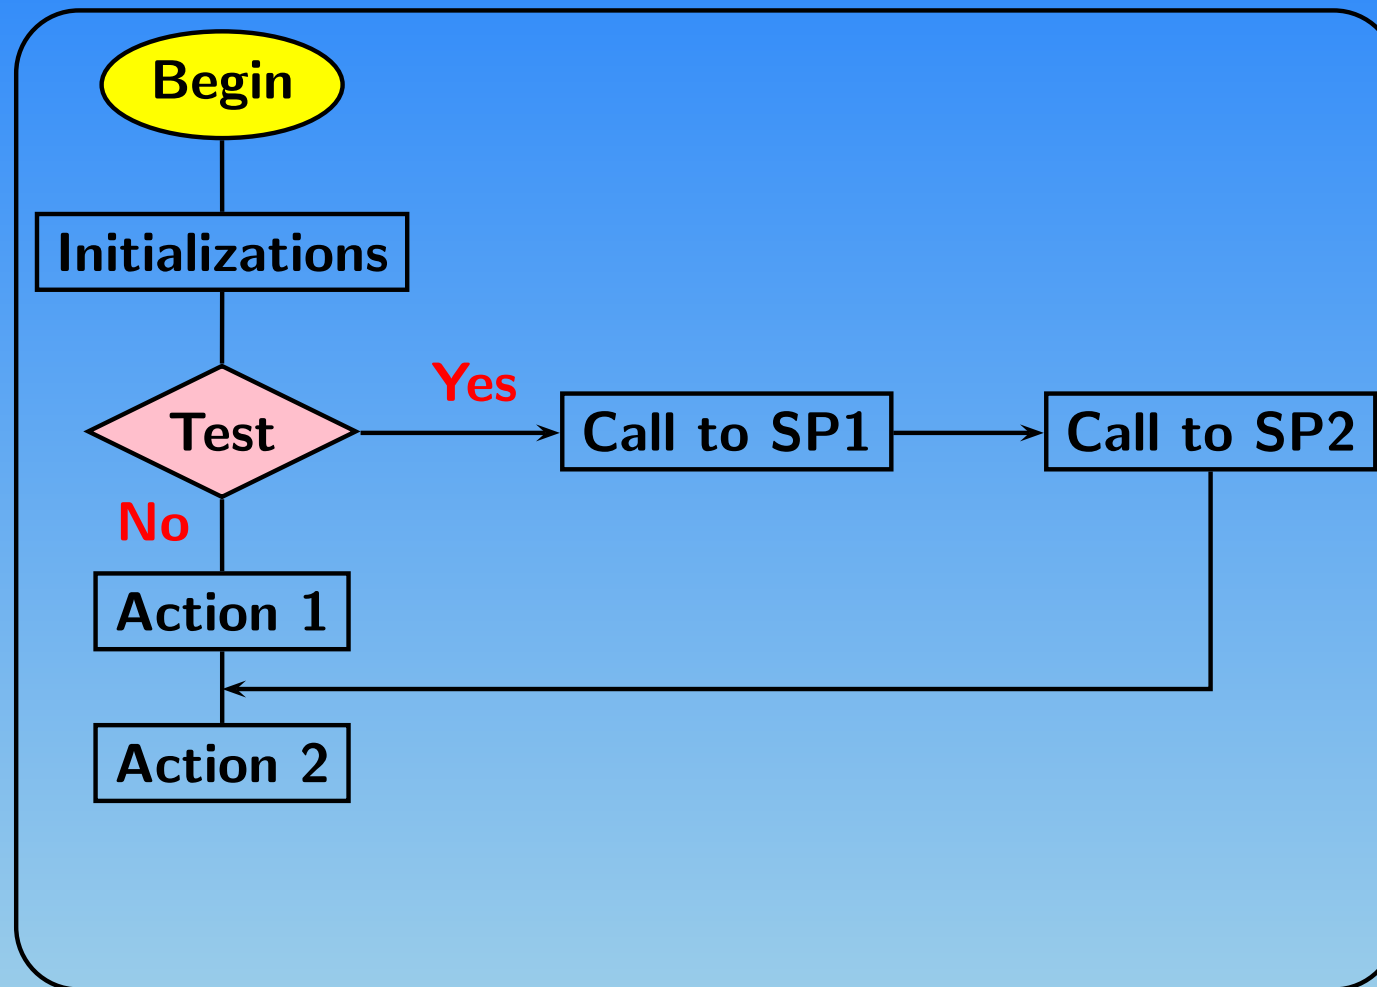 Begin
Initializations
Yes
Test
Call to SP1
Call to SP2
No
Action 1
Action 2